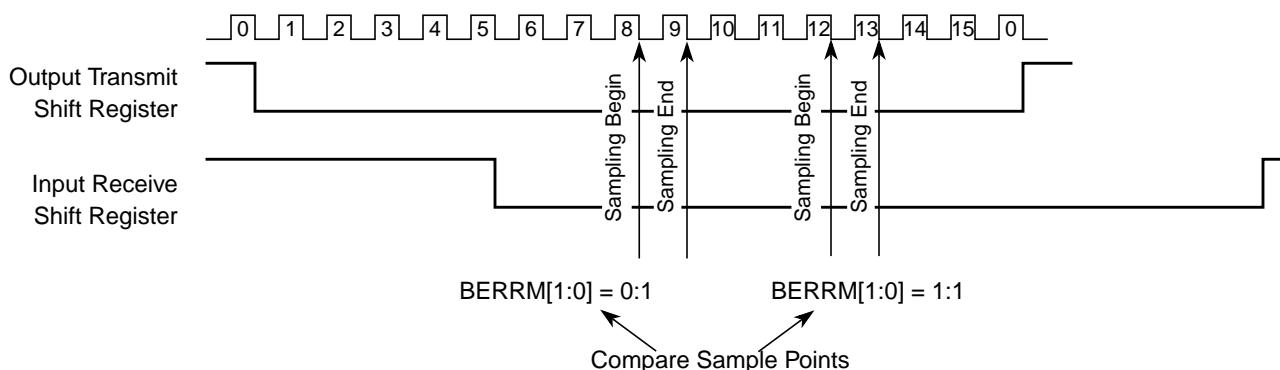 0 1 2 3 4 5 6 7 8 9 10 11 12 13 14 15 0
Output Transmit
Shift Register
Input Receive
Shift Register
Sampling Begin
Sampling End
Sampling Begin
Sampling End
BERRM[1:0] = 0:1
BERRM[1:0] = 1:1
Compare Sample Points